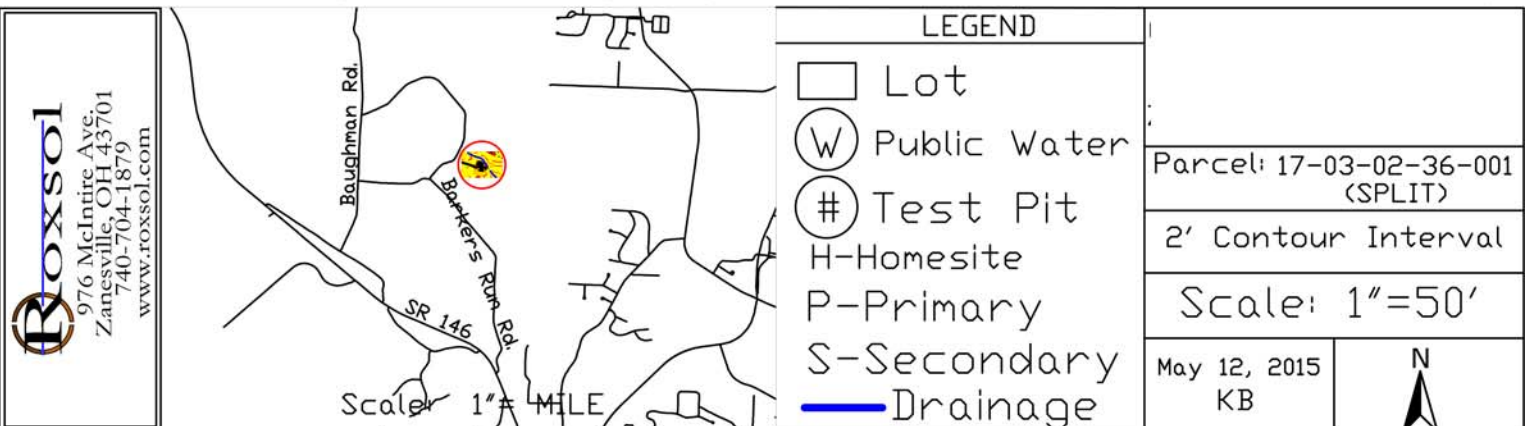 Roxsol
976 McIntire Ave.
Zanesville, OH 43701
740-704-1879
www.roxsol.com
Baughman Rd.
Barkers Run Rd.
SR 146
Scale: 1"= MILE
LEGEND
Lot
W Public Water
# Test Pit
H-Homesite
P-Primary
S-Secondary
Drainage
Parcel: 17-03-02-36-001
(SPLIT)
2' Contour Interval
Scale: 1"=50'
May 12, 2015
KB
N